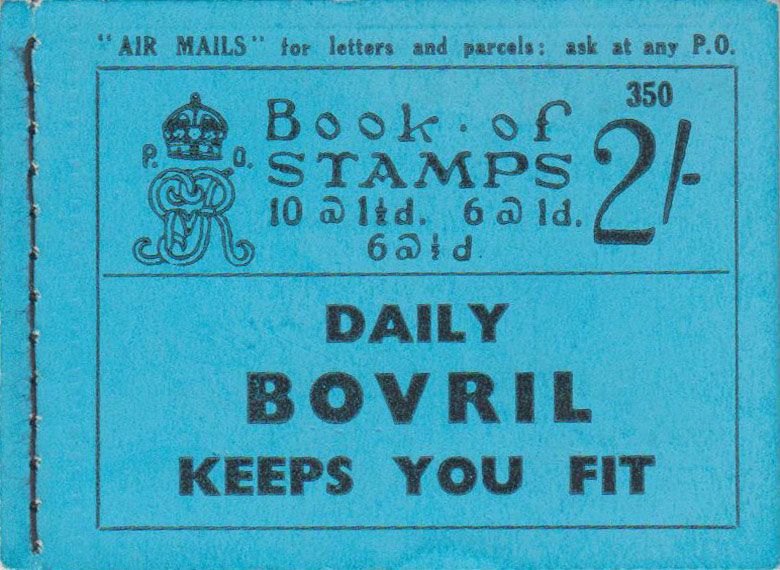 "AIR MAILS" for letters and parcels: ask at any P.O.
350
P. O.
GviR
Book · of
STAMPS
2/-
10 @ 1½d. 6 @ 1d.
6 @ ½d
DAILY
BOVRIL
KEEPS YOU FIT